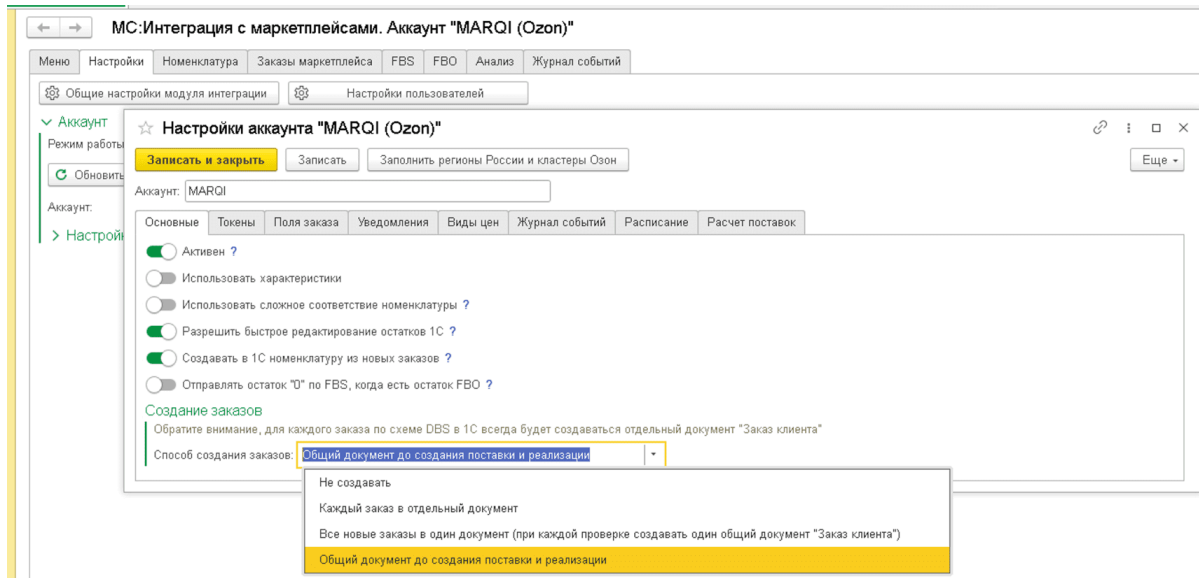 МС:Интеграция с маркетплейсами. Аккаунт "MARQI (Ozon)"
Меню Настройки Номенклатура Заказы маркетплейса FBS FBO Анализ Журнал событий
Общие настройки модуля интеграции Настройки пользователей
Аккаунт
Режим работы
Обновить
Аккаунт:
Настройк
Настройки аккаунта "MARQI (Ozon)"
Записать и закрыть Записать Заполнить регионы России и кластеры Озон Еще
Аккаунт: MARQI
Основные Токены Поля заказа Уведомления Виды цен Журнал событий Расписание Расчет поставок
Активен ?
Использовать характеристики
Использовать сложное соответствие номенклатуры ?
Разрешить быстрое редактирование остатков 1С ?
Создавать в 1С номенклатуру из новых заказов ?
Отправлять остаток "0" по FBS, когда есть остаток FBO ?
Создание заказов
Обратите внимание, для каждого заказа по схеме DBS в 1С всегда будет создаваться отдельный документ "Заказ клиента"
Способ создания заказов: Общий документ до создания поставки и реализации
Не создавать
Каждый заказ в отдельный документ
Все новые заказы в один документ (при каждой проверке создавать один общий документ "Заказ клиента")
Общий документ до создания поставки и реализации